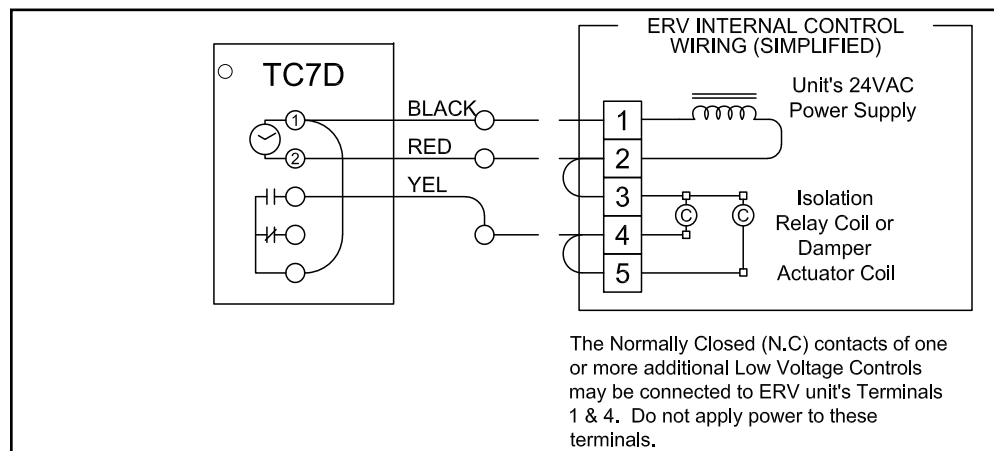 ERV INTERNAL CONTROL
WIRING (SIMPLIFIED)
TC7D
Unit's 24VAC
Power Supply
BLACK
1
1
RED
2
2
YEL
3
Isolation
Relay Coil or
Damper
Actuator Coil
C
C
4
5
The Normally Closed (N.C) contacts of one
or more additional Low Voltage Controls
may be connected to ERV unit's Terminals
1 & 4.  Do not apply power to these
terminals.